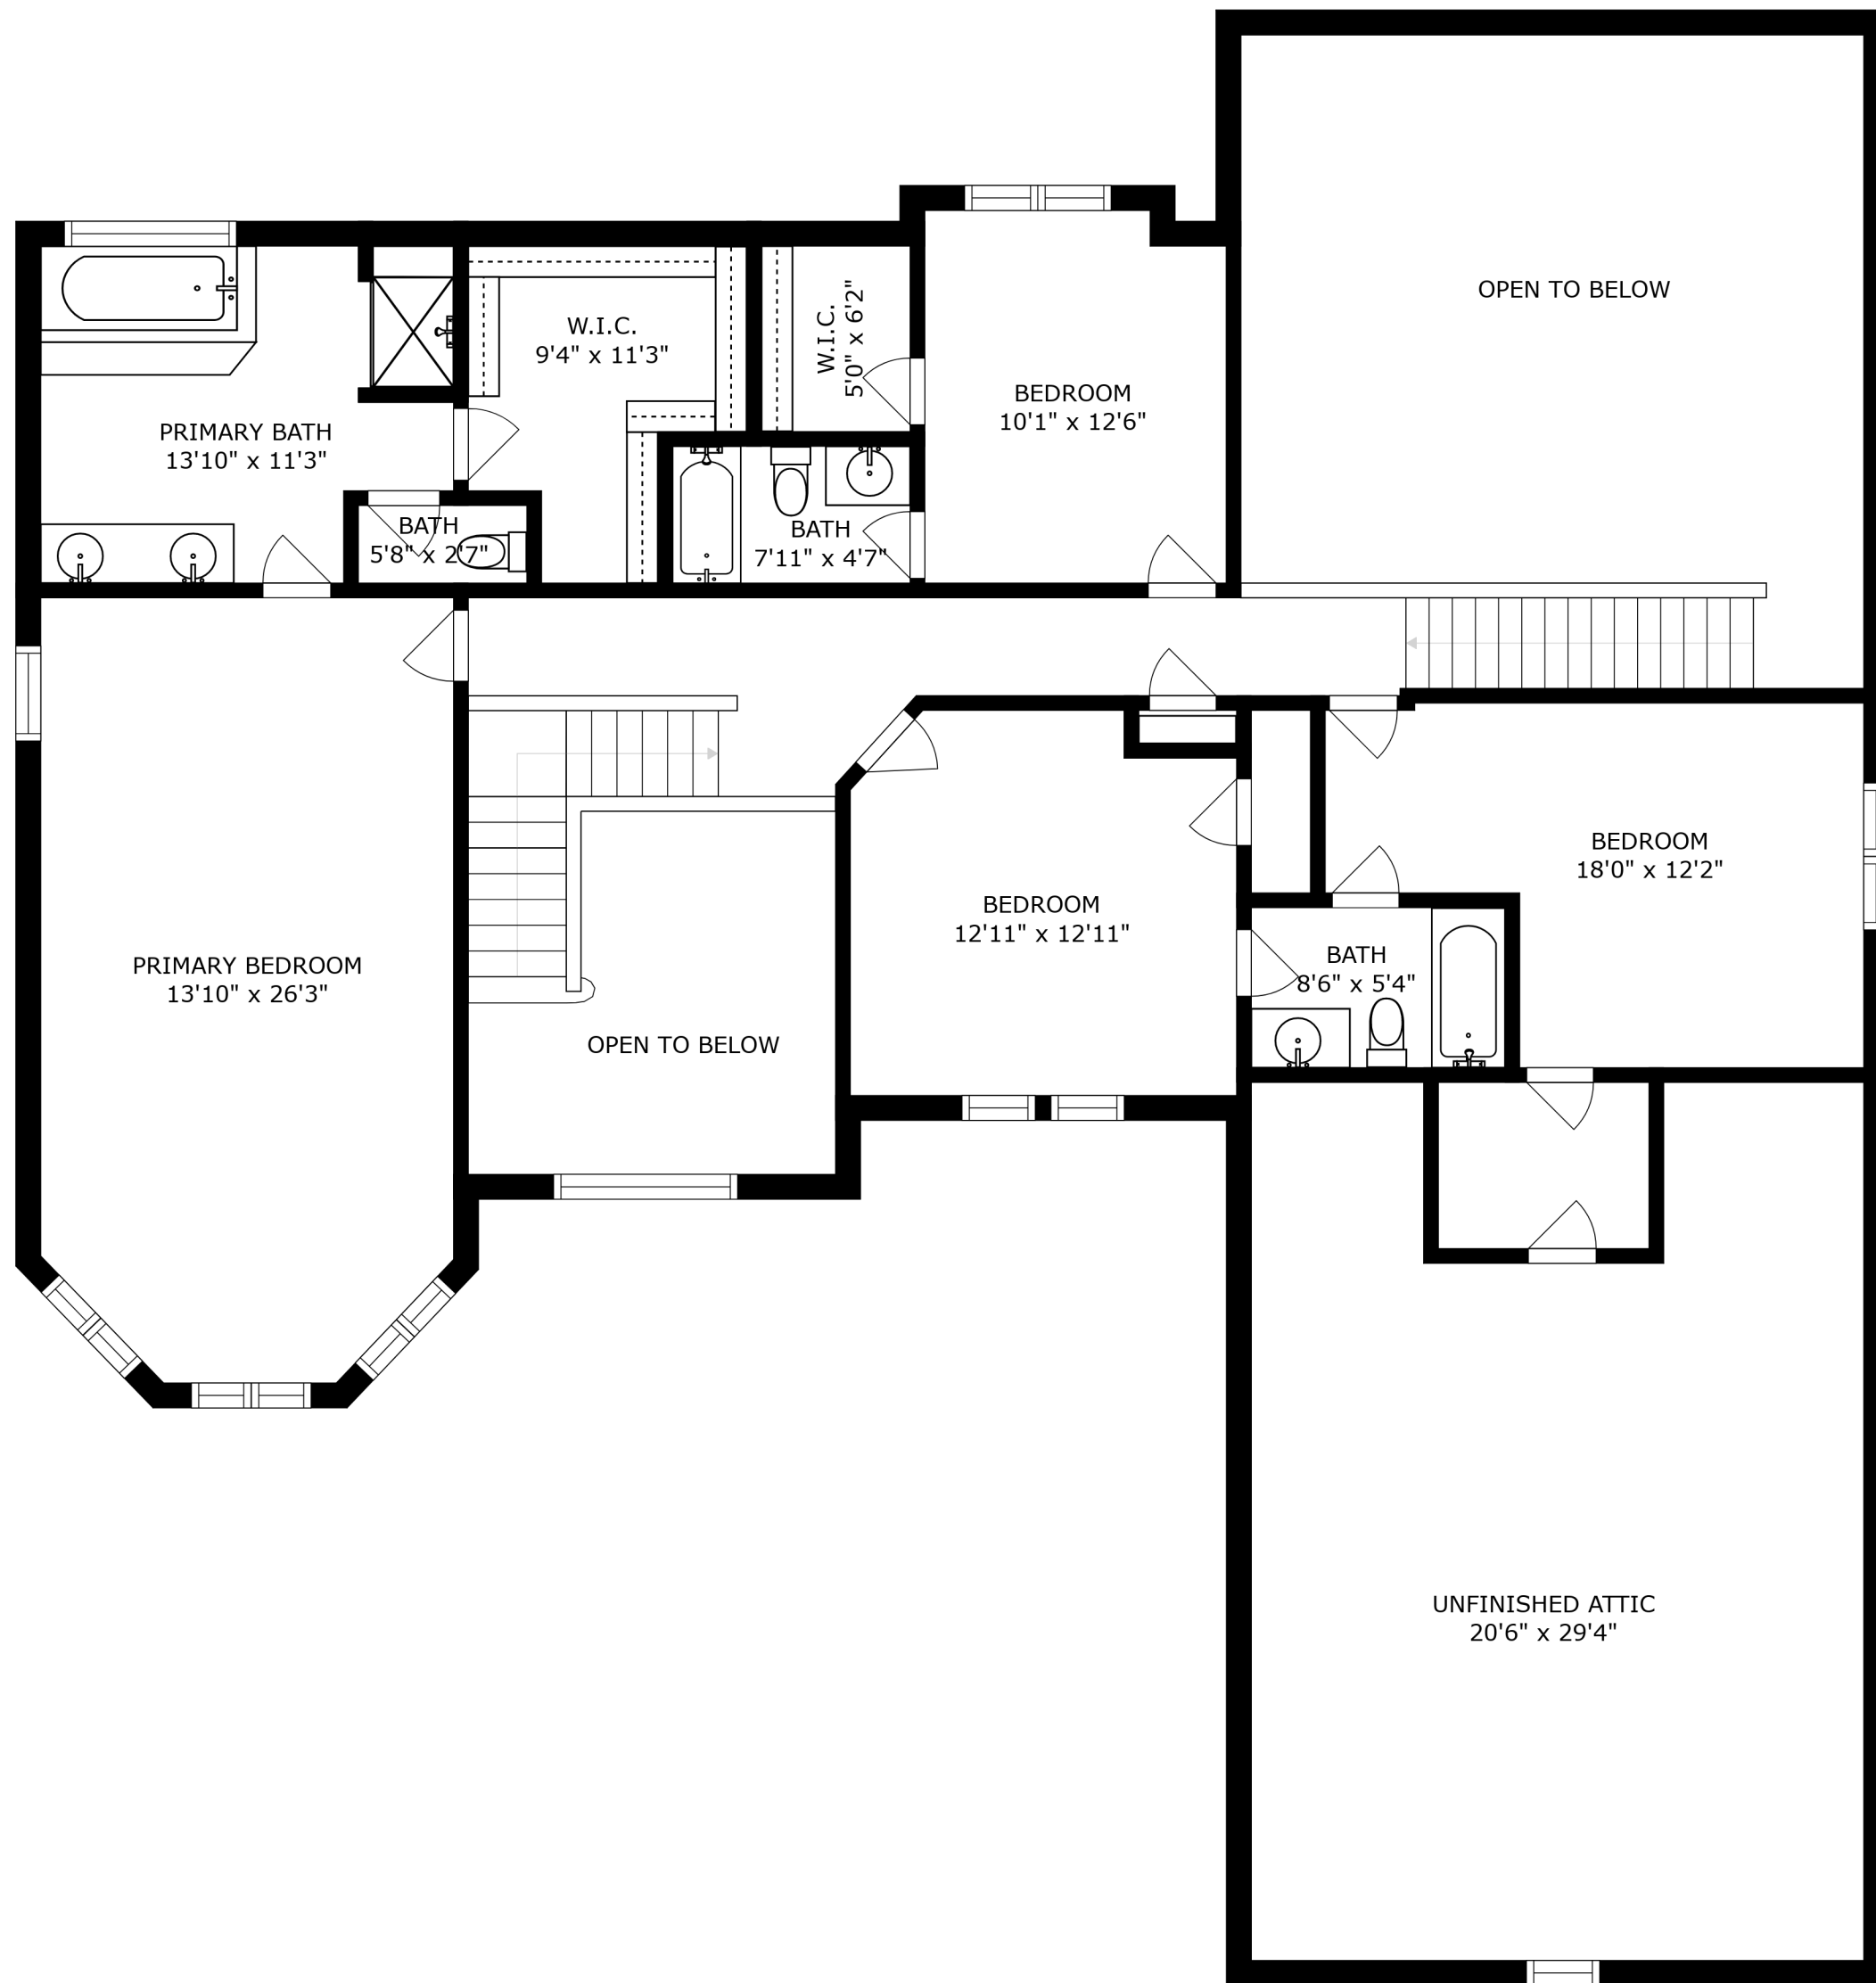 OPEN TO BELOW
W.I.C.
9'4" x 11'3"
W.I.C.
5'0" x 6'2"
BEDROOM
10'1" x 12'6"
PRIMARY BATH
13'10" x 11'3"
BATH
5'8" x 2'7"
BATH
7'11" x 4'7"
BEDROOM
18'0" x 12'2"
BEDROOM
12'11" x 12'11"
BATH
8'6" x 5'4"
PRIMARY BEDROOM
13'10" x 26'3"
OPEN TO BELOW
UNFINISHED ATTIC
20'6" x 29'4"